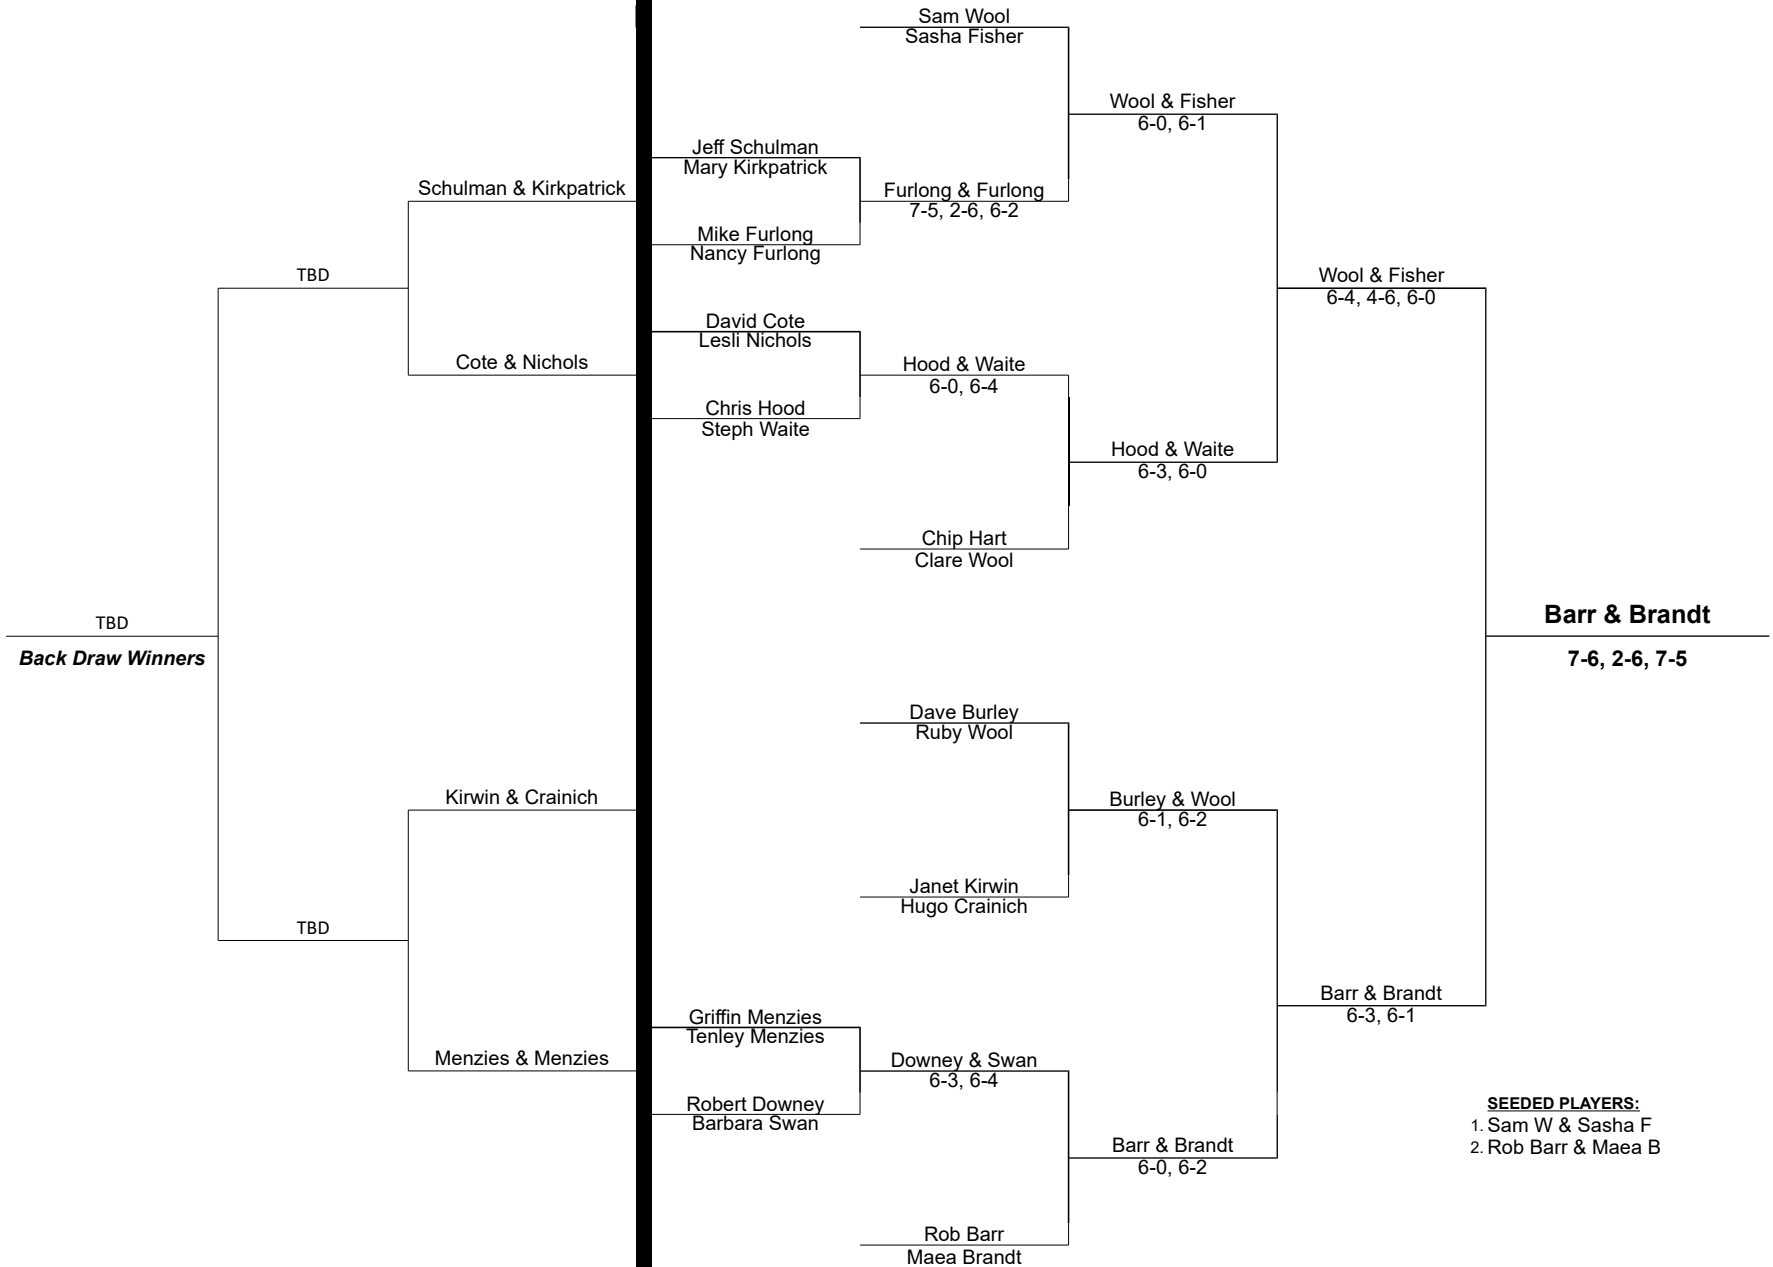 Sam Wool
Sasha Fisher
Wool & Fisher
6-0, 6-1
Jeff Schulman
Mary Kirkpatrick
Schulman & Kirkpatrick
Furlong & Furlong
7-5, 2-6, 6-2
Mike Furlong
Nancy Furlong
TBD
Wool & Fisher
6-4, 4-6, 6-0
David Cote
Lesli Nichols
Cote & Nichols
Hood & Waite
6-0, 6-4
Chris Hood
Steph Waite
Hood & Waite
6-3, 6-0
Chip Hart
Clare Wool
TBD
Back Draw Winners
Barr & Brandt
7-6, 2-6, 7-5
Dave Burley
Ruby Wool
Kirwin & Crainich
Burley & Wool
6-1, 6-2
Janet Kirwin
Hugo Crainich
TBD
Barr & Brandt
6-3, 6-1
Griffin Menzies
Tenley Menzies
Menzies & Menzies
Downey & Swan
6-3, 6-4
Robert Downey
Barbara Swan
SEEDED PLAYERS:
1. Sam W & Sasha F
2. Rob Barr & Maea B
Barr & Brandt
6-0, 6-2
Rob Barr
Maea Brandt